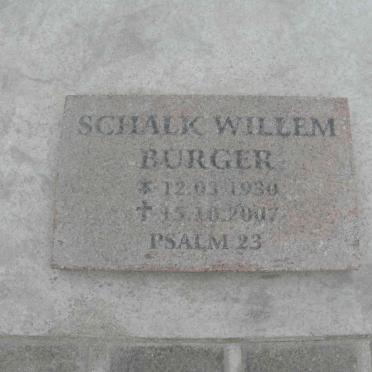 SCHALK WILLEM
BURGER
* 12.03.1930
✝ 15.10.2007
PSALM 23